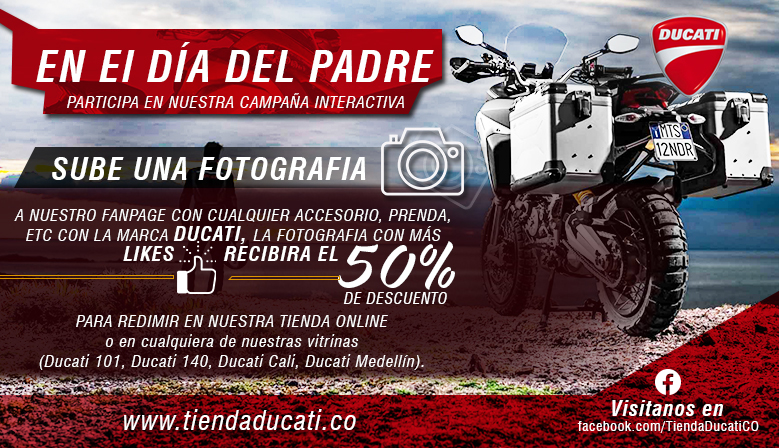 EN El DÍA DEL PADRE
PARTICIPA EN NUESTRA CAMPAÑA INTERACTIVA
DUCATI
MTS
12NDR
SUBE UNA FOTOGRAFIA
A NUESTRO FANPAGE CON CUALQUIER ACCESORIO, PRENDA,
ETC CON LA MARCA DUCATI, LA FOTOGRAFIA CON MÁS
LIKES RECIBIRA EL 50%
DE DESCUENTO
PARA REDIMIR EN NUESTRA TIENDA ONLINE
o en cualquiera de nuestras vitrinas
(Ducati 101, Ducati 140, Ducati Cali, Ducati Medellín).
www.tiendaducati.co
Visitanos en
facebook.com/TiendaDucatiCO